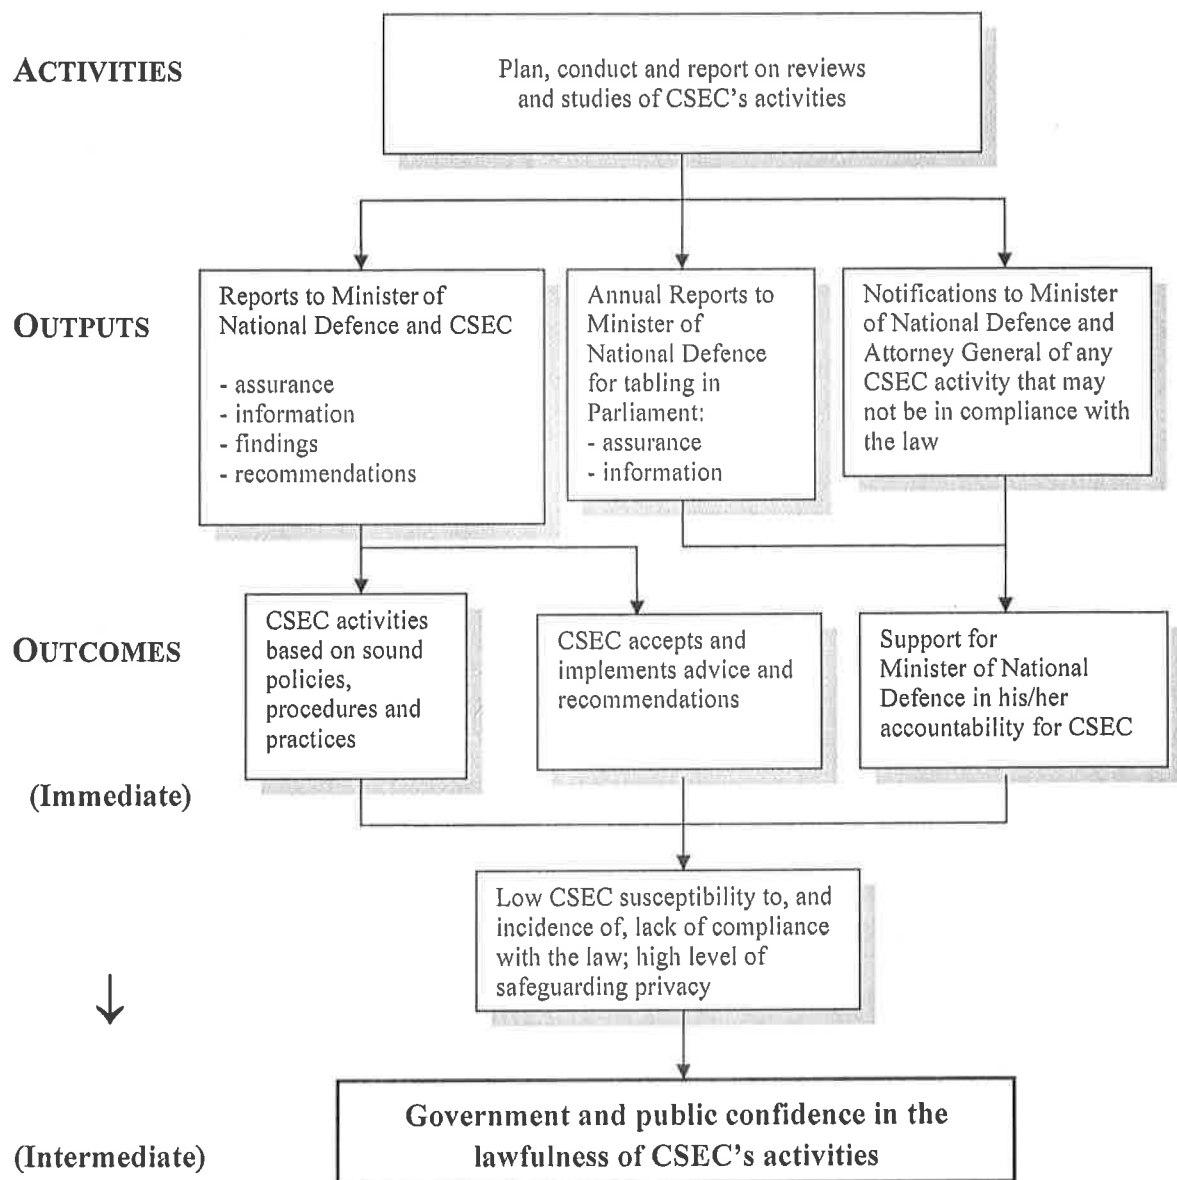 ACTIVITIES
Plan, conduct and report on reviews
and studies of CSEC's activities
OUTPUTS
Reports to Minister of
National Defence and CSEC
- assurance
- information
- findings
- recommendations
Annual Reports to
Minister of
National Defence
for tabling in
Parliament:
- assurance
- information
Notifications to Minister
of National Defence and
Attorney General of any
CSEC activity that may
not be in compliance with
the law
OUTCOMES
CSEC activities
based on sound
policies,
procedures and
practices
CSEC accepts and
implements advice and
recommendations
Support for
Minister of National
Defence in his/her
accountability for CSEC
(Immediate)
Low CSEC susceptibility to, and
incidence of, lack of compliance
with the law; high level of
safeguarding privacy
Government and public confidence in the
lawfulness of CSEC's activities
(Intermediate)